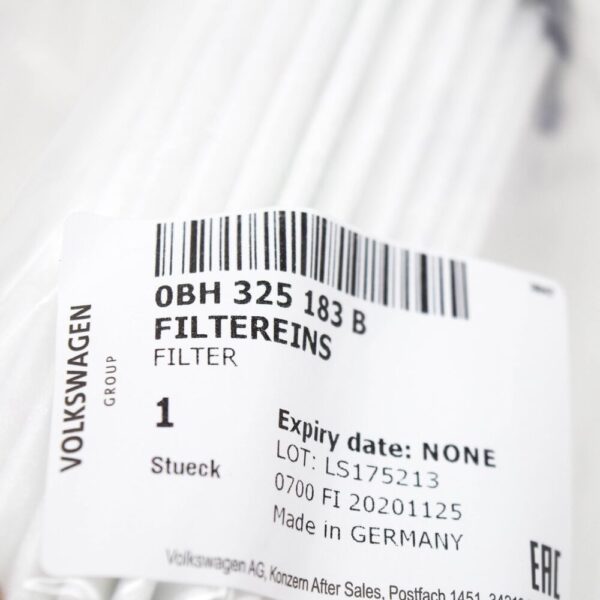 0BH 325 183 B
FILTEREINS
FILTER
VOLKSWAGEN
GROUP
1
Stueck
Expiry date: NONE
LOT: LS175213
0700 FI 20201125
Made in GERMANY
EAC
Volkswagen AG, Konzern After Sales, Postfach 1451, 34219